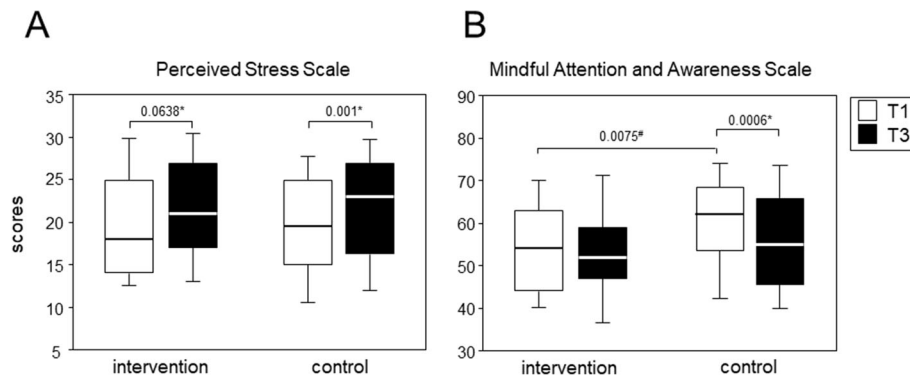 A
Perceived Stress Scale
35
30
25
20
15
10
5
scores
0.0638*
0.001*
intervention
control
B
Mindful Attention and Awareness Scale
90
80
70
60
50
40
30
0.0075#
0.0006*
intervention
control
T1
T3